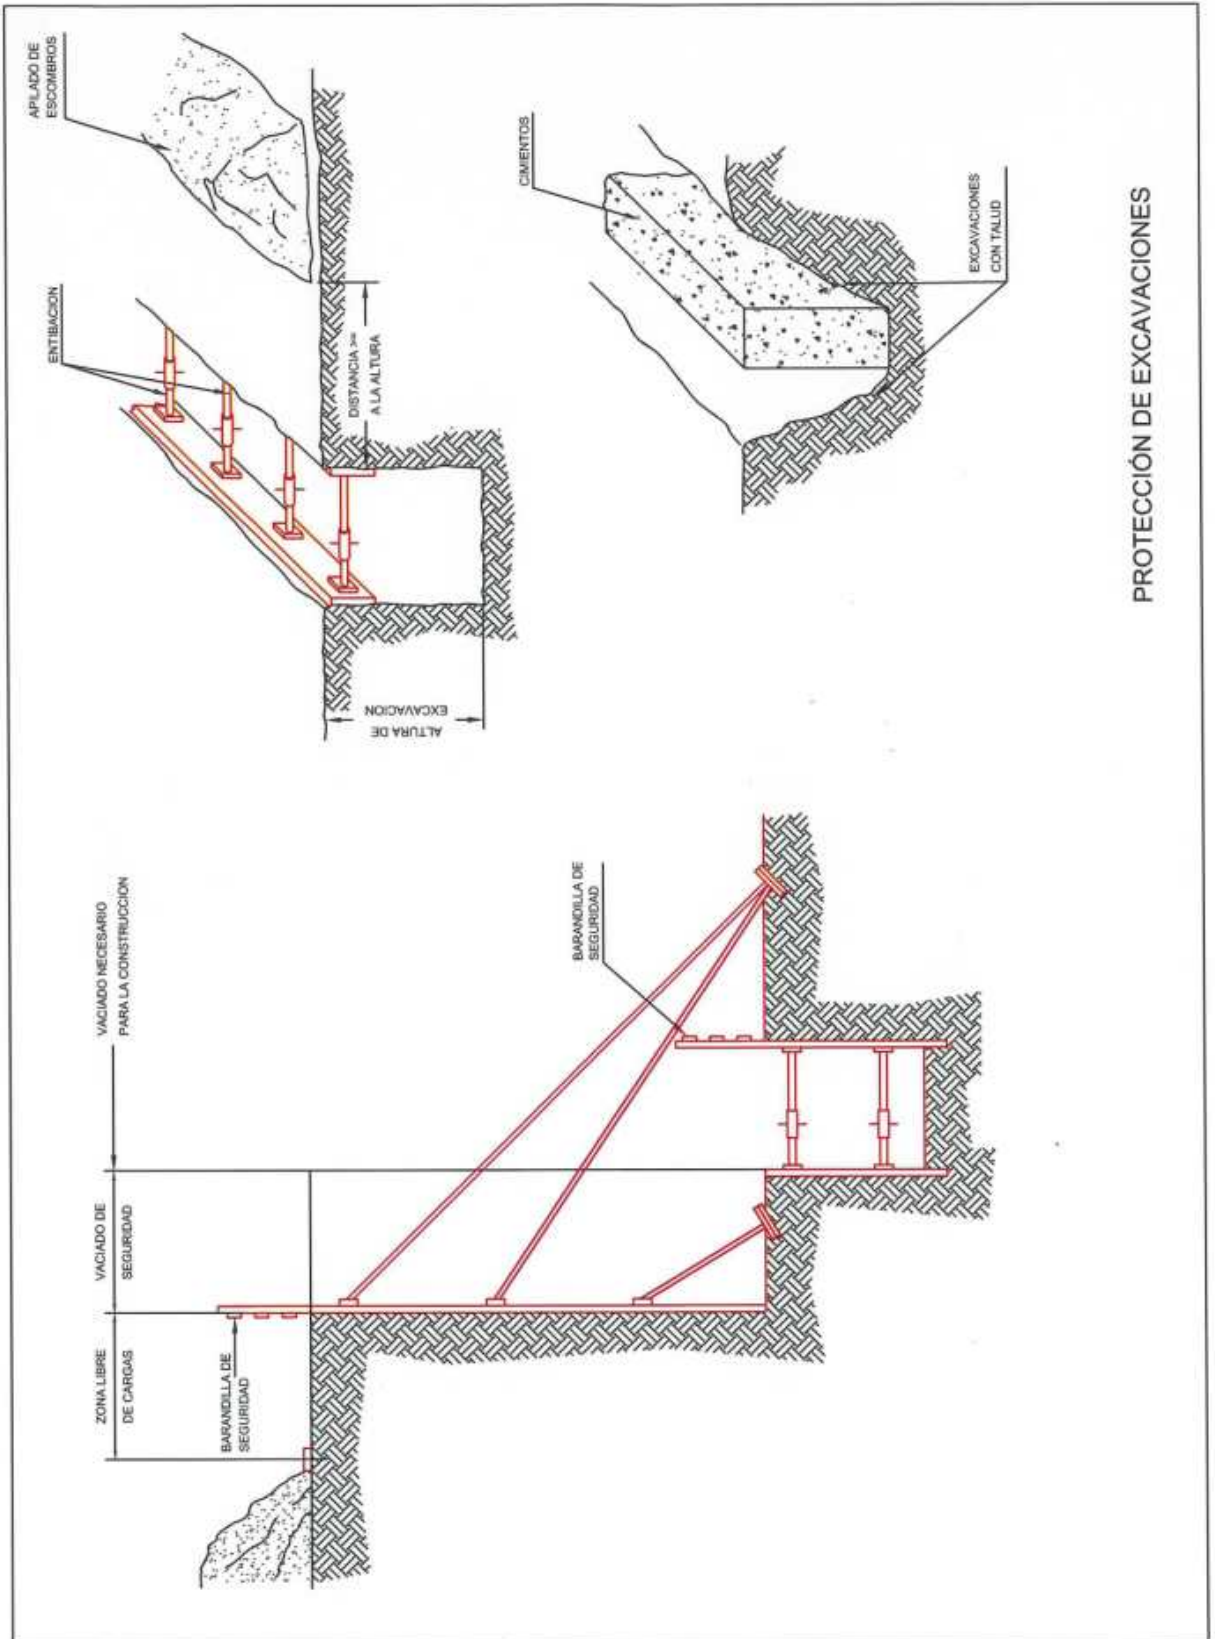 VACIADO NECESARIO
PARA LA CONSTRUCCION
ZONA LIBRE
DE CARGAS
VACIADO DE
SEGURIDAD
BARANDILLA DE
SEGURIDAD
BARANDILLA DE
SEGURIDAD
ENTIBACION
APILADO DE
ESCOMBROS
ALTURA DE
EXCAVACION
DISTANCIA >=
A LA ALTURA
CIMIENTOS
EXCAVACIONES
CON TALUD
PROTECCIÓN DE EXCAVACIONES